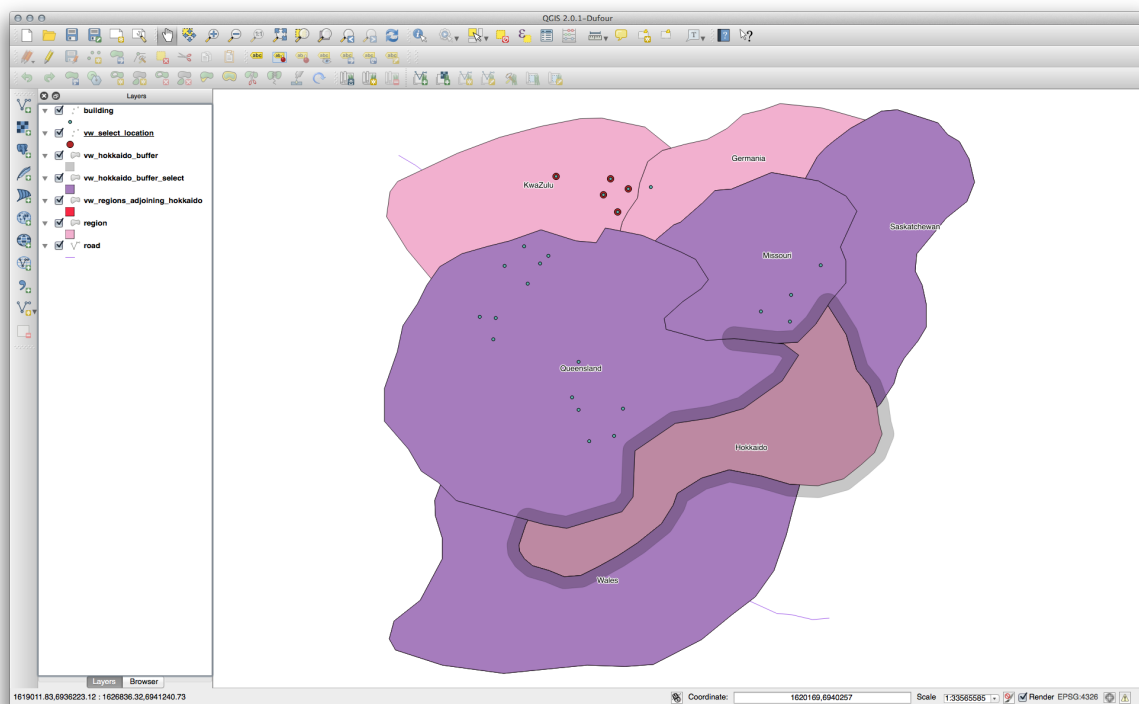 QGIS 2.0.1-Dufour
Layers
building
vw_select_location
vw_hokkaido_buffer
vw_hokkaido_buffer_select
vw_regions_adjoining_hokkaido
region
road
Germania
KwaZulu
Saskatchewan
Missouri
Queensland
Hokkaido
Wales
Layers
Browser
1619011.83,6936223.12 : 1626836.32,6941240.73
Coordinate:
1620169,6940257
Scale
1:33565585
Render
EPSG:4326